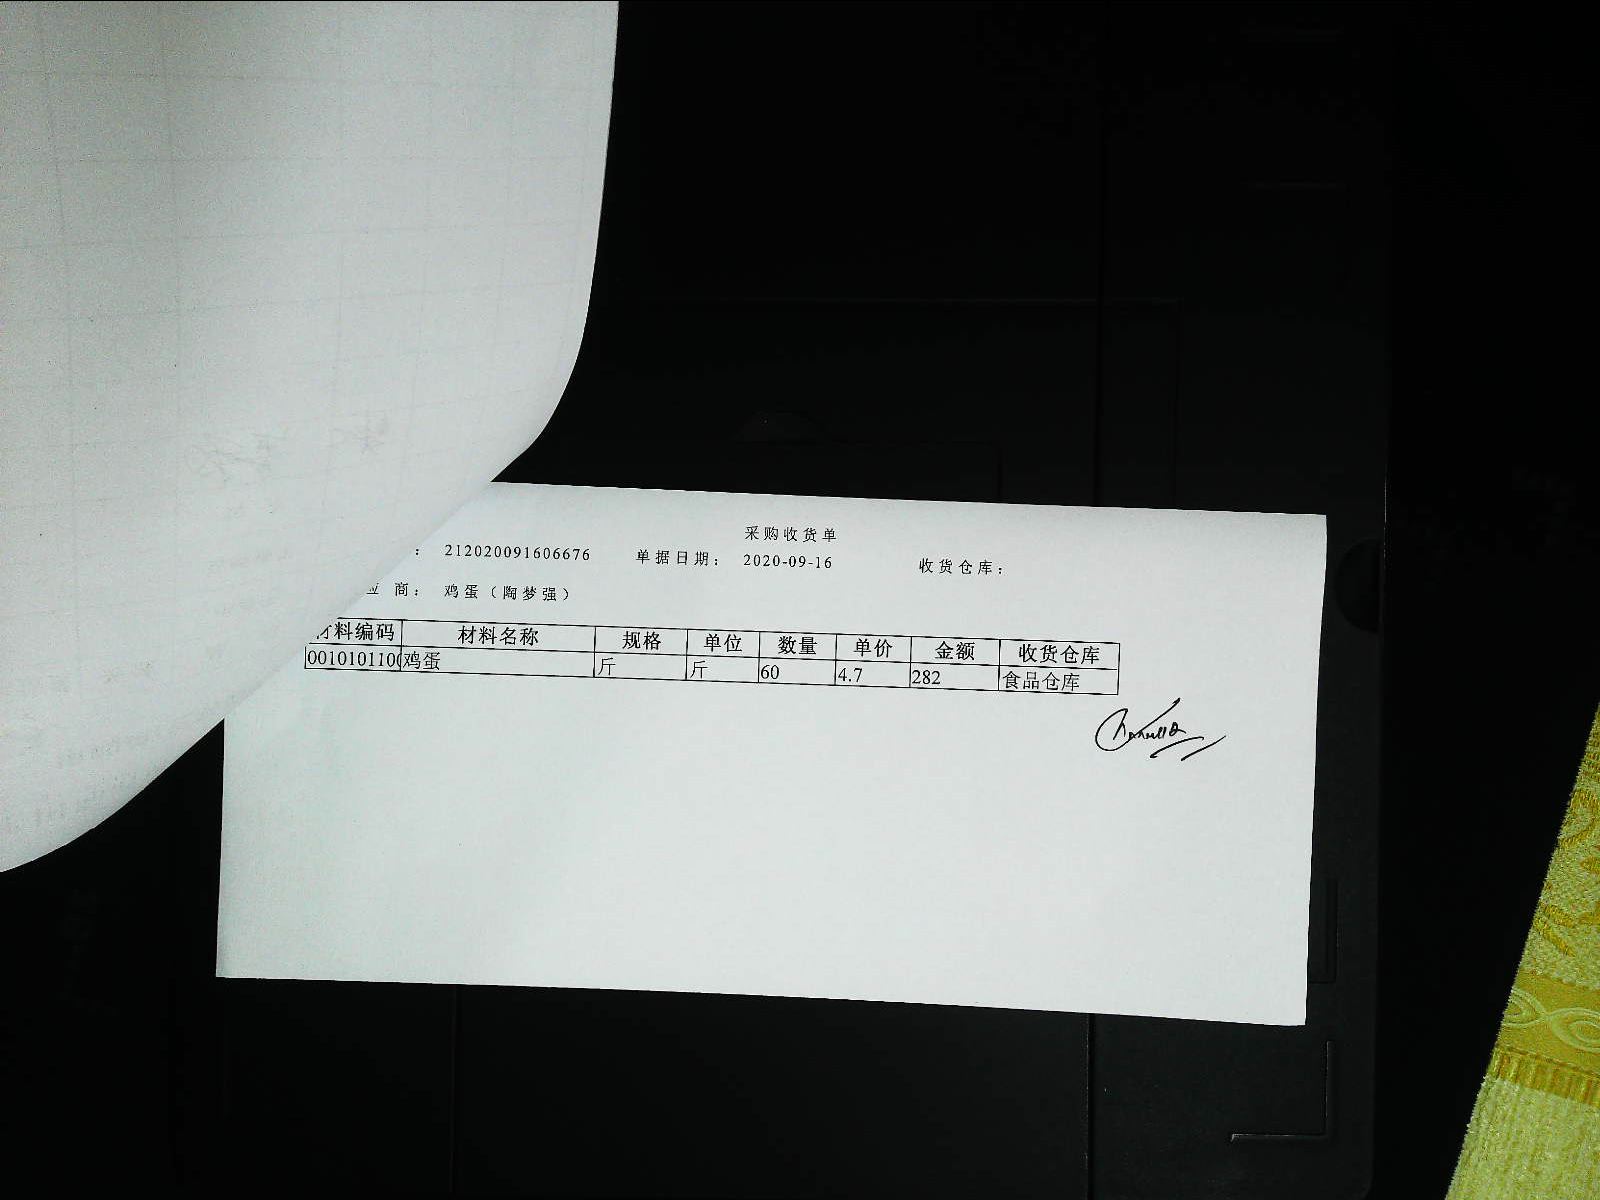 采购收货单
：212020091606676 单据日期：2020-09-16 收货仓库：
应商：鸡蛋（陶梦强）
材料编码 材料名称 规格 单位 数量 单价 金额 收货仓库
0010101100 鸡蛋 斤 斤 60 4.7 282 食品仓库